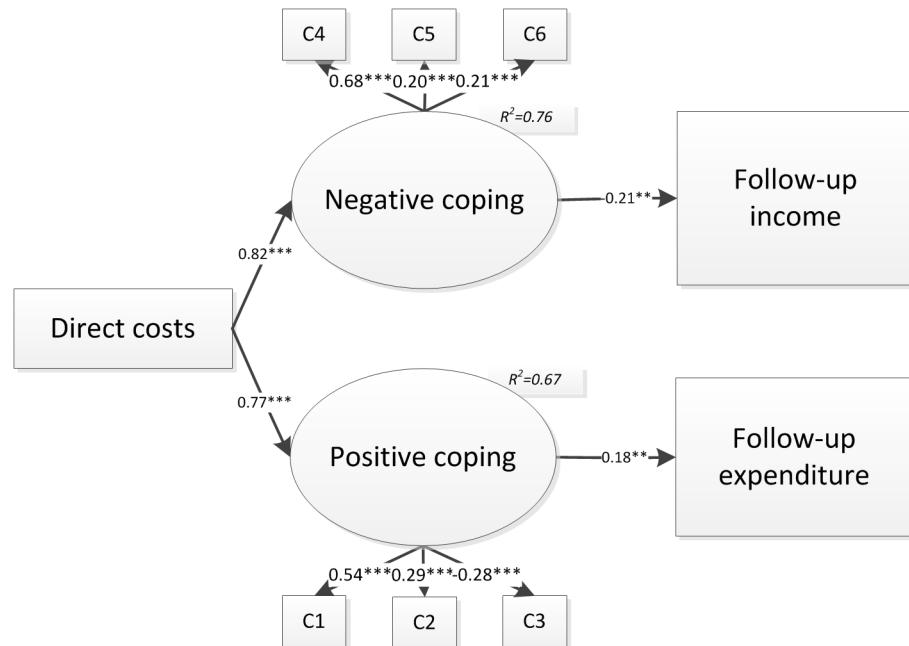 C4
C5
C6
0.68***
0.20***
0.21***
R²=0.76
Negative coping
-0.21**
Follow-up
income
0.82***
Direct costs
0.77***
R²=0.67
Positive coping
0.18**
Follow-up
expenditure
0.54***
0.29***
-0.28***
C1
C2
C3